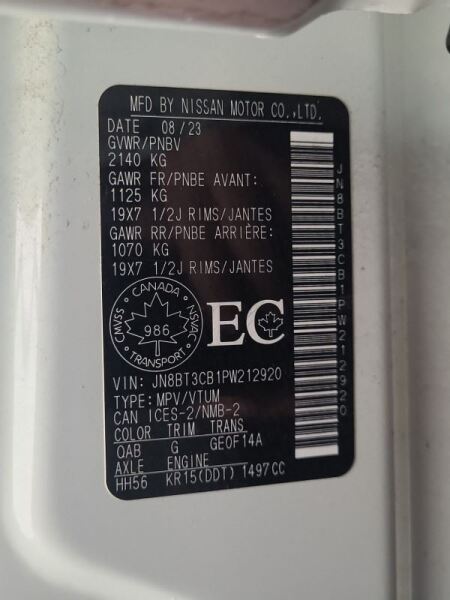 MFD BY NISSAN MOTOR CO.,LTD.
DATE 08/23
GVWR/PNBV
2140 KG
GAWR FR/PNBE AVANT:
1125 KG
19X7 1/2J RIMS/JANTES
GAWR RR/PNBE ARRIÈRE:
1070 KG
19X7 1/2J RIMS/JANTES
CANADA
CMVSS
NSVAC
986
TRANSPORT
EC
VIN: JN8BT3CB1PW212920
TYPE: MPV/VTUM
CAN ICES-2/NMB-2
COLOR TRIM TRANS
QAB G GEOF14A
AXLE ENGINE
HH56 KR15(DDT) 1497CC
JN8BT3CB1PW212920